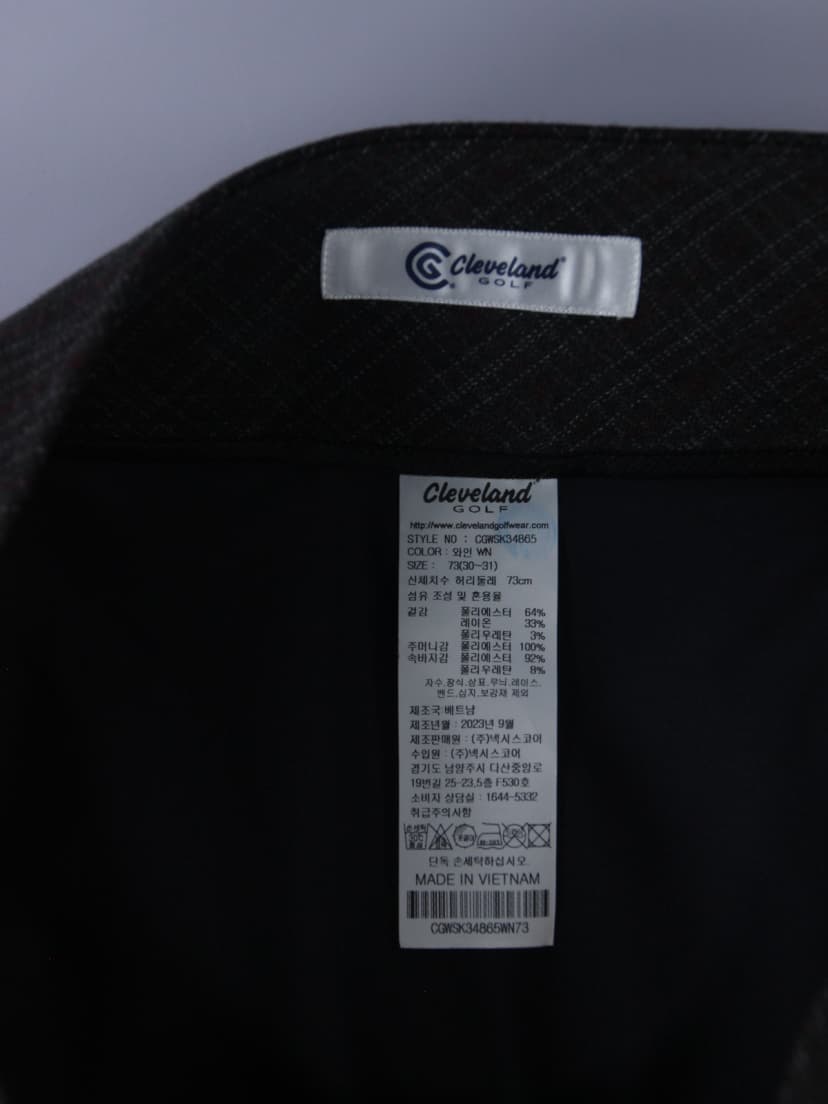 CG Cleveland®
GOLF
Cleveland®
GOLF
http://www.clevelandgolfwear.com
STYLE NO : CGWSK34865
COLOR : 와인 WN
SIZE : 73(30~31)
신체치수 허리둘레 73cm
섬유 조성 및 혼용율
겉감 폴리에스터 64%
레이온 33%
폴리우레탄 3%
주머니감 폴리에스터 100%
속바지감 폴리에스터 92%
폴리우레탄 8%
자수.장식.상표.무늬.레이스.
밴드.심지.보강재 제외
제조국:베트남
제조년월 : 2023년 9월
제조판매원 : (주)넥시스코어
수입원 : (주)넥시스코어
경기도 남양주시 다산중앙로
19번길 25-23,5층 F530호
소비자 상담실 : 1644-5332
취급주의사항
손세탁
30℃
중성
단독 손세탁하십시오.
MADE IN VIETNAM
CGWSK34865WN73